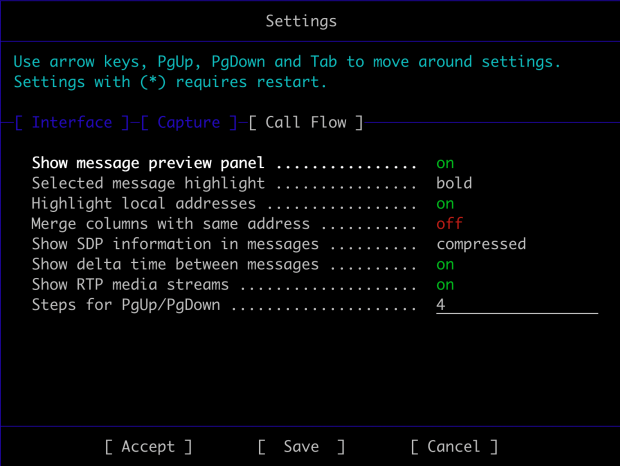 Settings
Use arrow keys, PgUp, PgDown and Tab to move around settings.
Settings with (*) requires restart.
[ Interface ]—[ Capture ]—[ Call Flow ]
Show message preview panel ................ on
Selected message highlight ................ bold
Highlight local addresses ................. on
Merge columns with same address ........... off
Show SDP information in messages .......... compressed
Show delta time between messages .......... on
Show RTP media streams .................... on
Steps for PgUp/PgDown ..................... 4
[ Accept ] [ Save ] [ Cancel ]